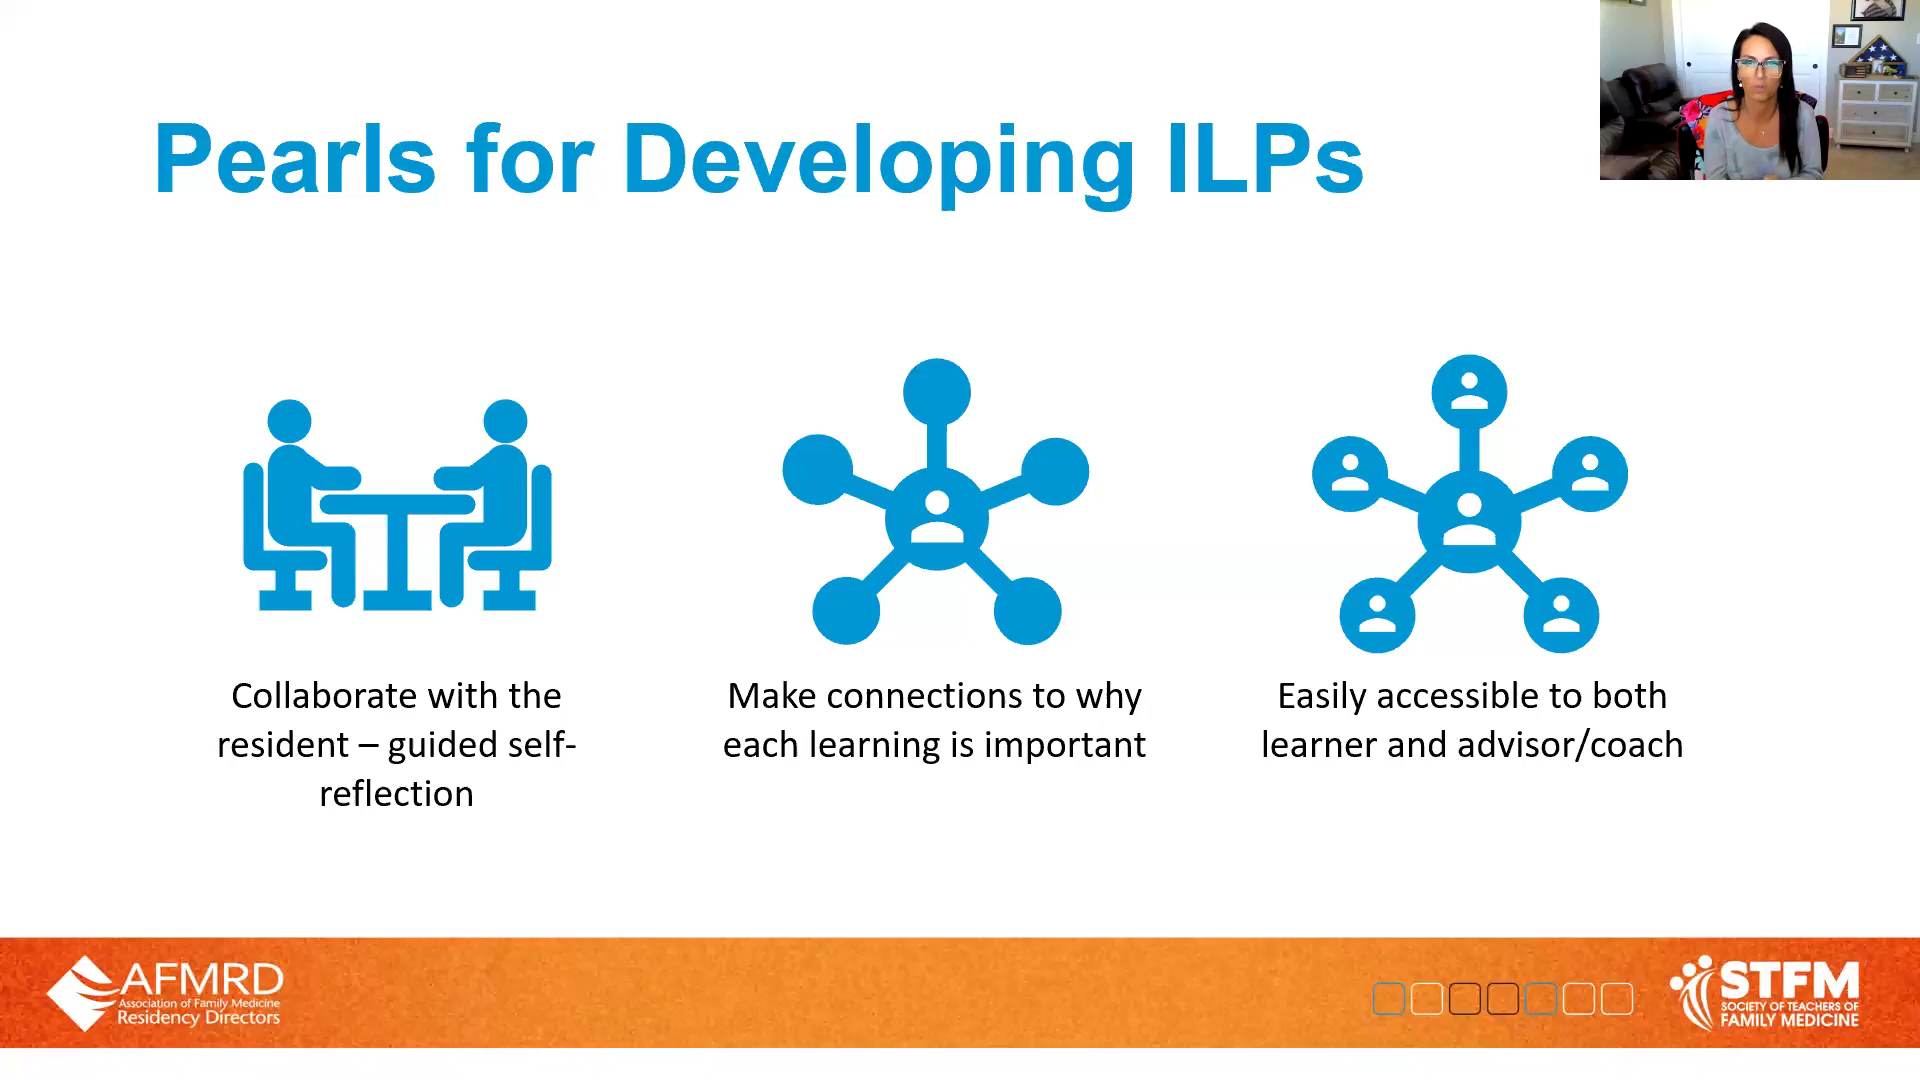 Pearls for Developing ILPs
Collaborate with the
resident – guided self-
reflection
Make connections to why
each learning is important
Easily accessible to both
learner and advisor/coach
AFMRD
Association of Family Medicine
Residency Directors
STFM
SOCIETY OF TEACHERS OF
FAMILY MEDICINE